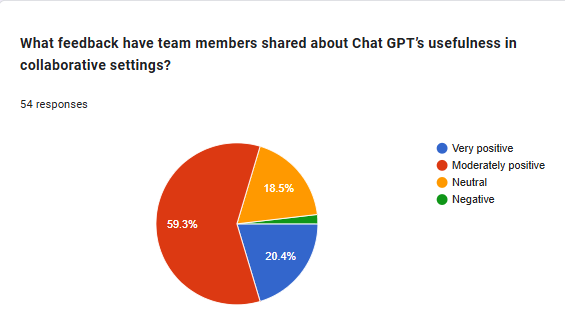 What feedback have team members shared about Chat GPT’s usefulness in
collaborative settings?
54 responses
Very positive
Moderately positive
Neutral
Negative
18.5%
59.3%
20.4%